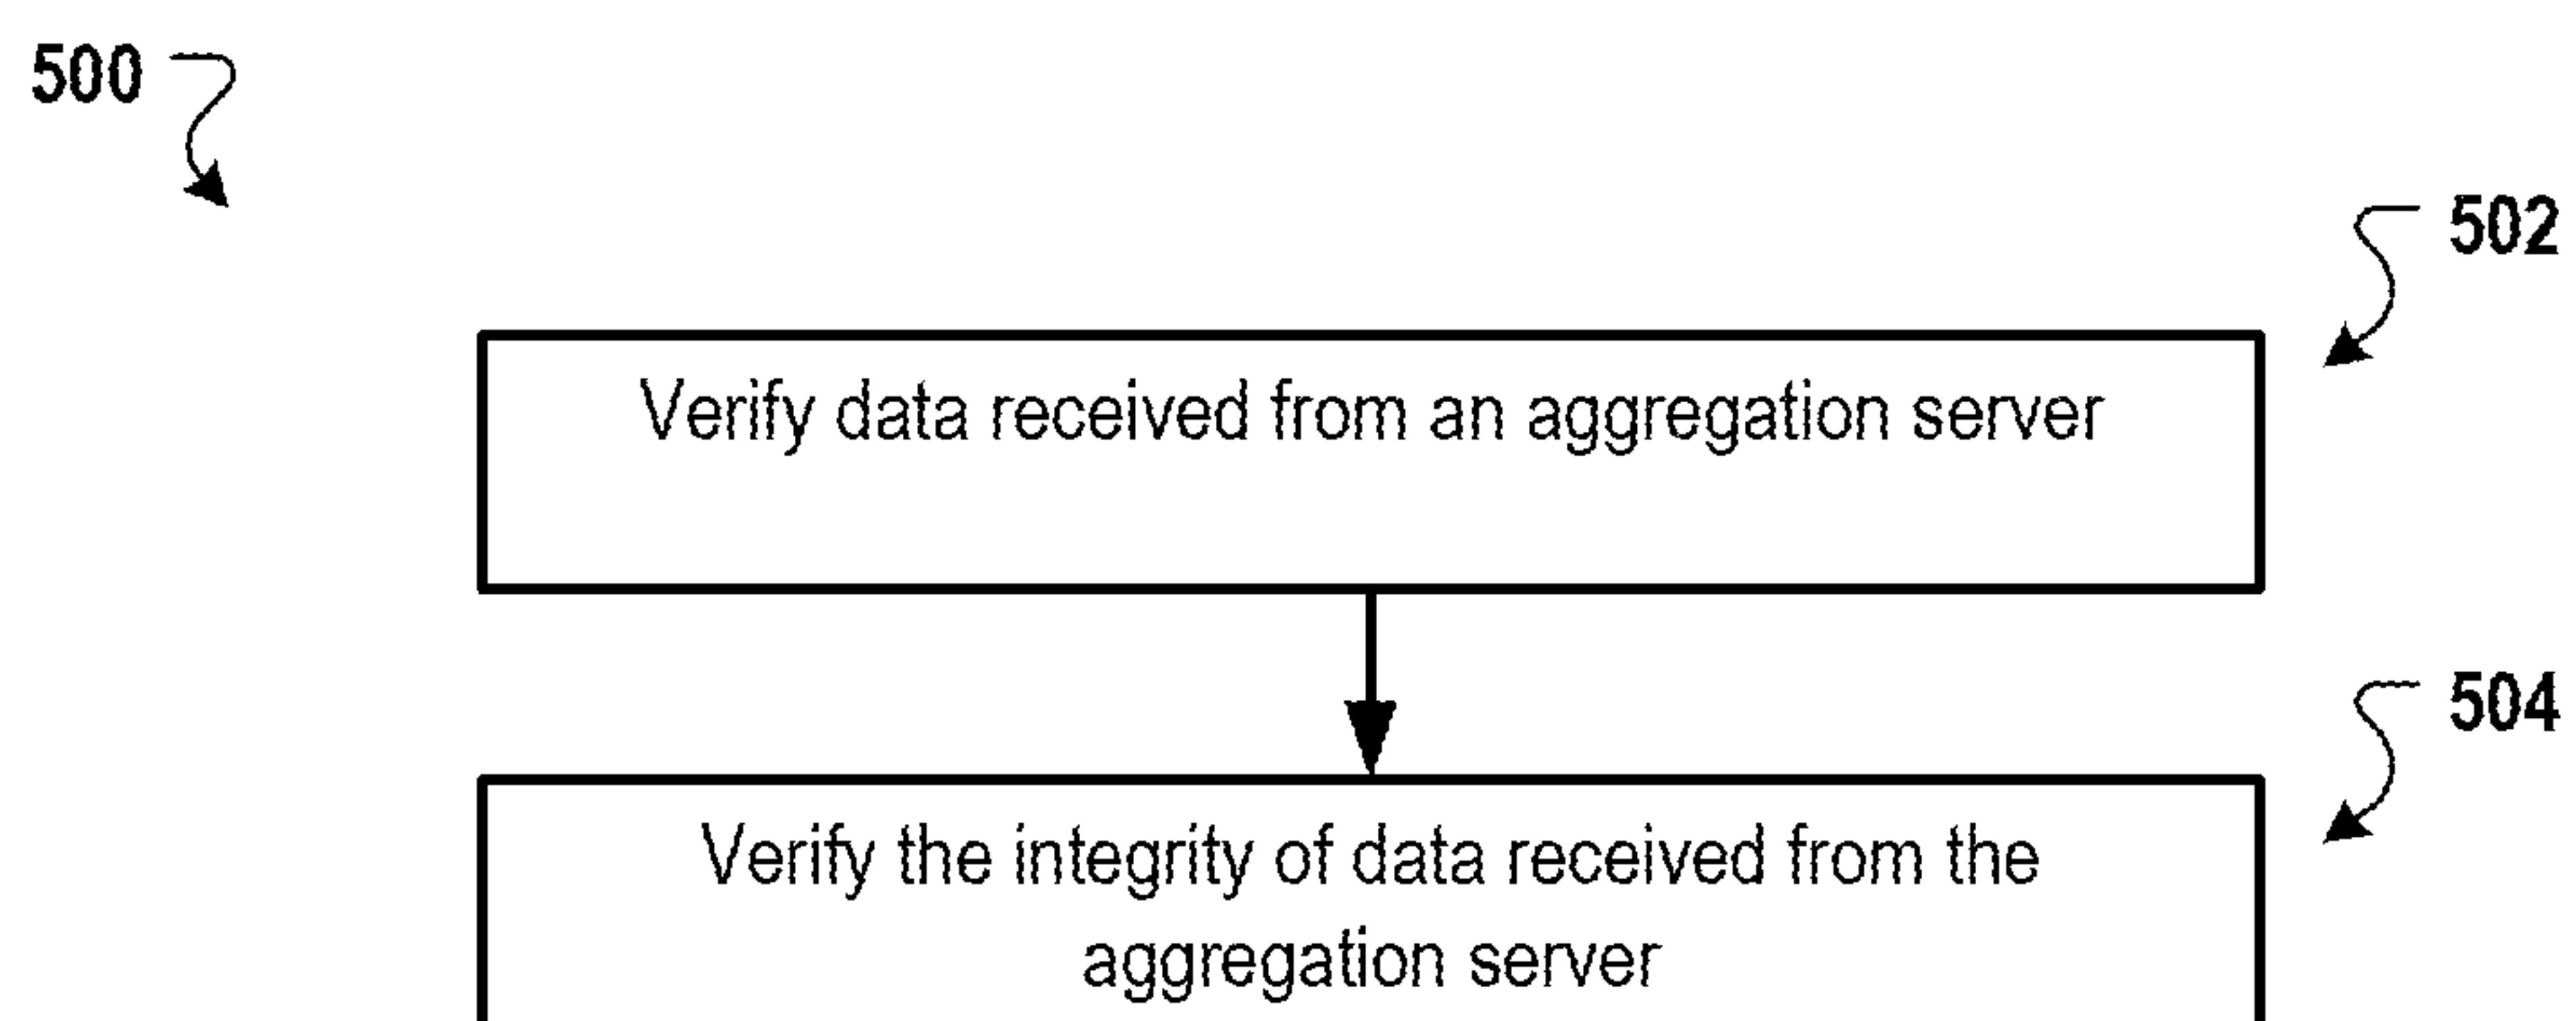 500
502
Verify data received from an aggregation server
504
Verify the integrity of data received from the
aggregation server